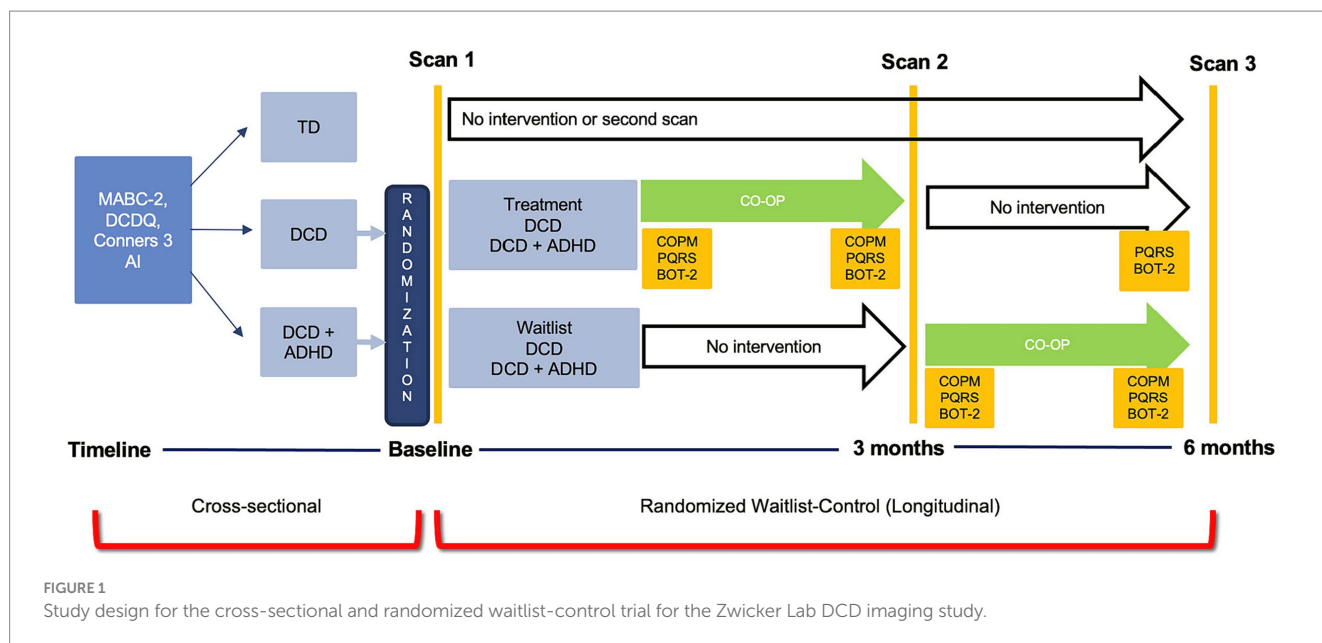 Scan 1
Scan 2
Scan 3
No intervention or second scan
TD
MABC-2,
DCDQ,
Conners 3
AI
DCD
DCD +
ADHD
RANDOMIZATION
Treatment
DCD
DCD + ADHD
CO-OP
No intervention
COPM
PQRS
BOT-2
COPM
PQRS
BOT-2
PQRS
BOT-2
Waitlist
DCD
DCD + ADHD
No intervention
CO-OP
COPM
PQRS
BOT-2
COPM
PQRS
BOT-2
Timeline
Baseline
3 months
6 months
Cross-sectional
Randomized Waitlist-Control (Longitudinal)
FIGURE 1
Study design for the cross-sectional and randomized waitlist-control trial for the Zwicker Lab DCD imaging study.